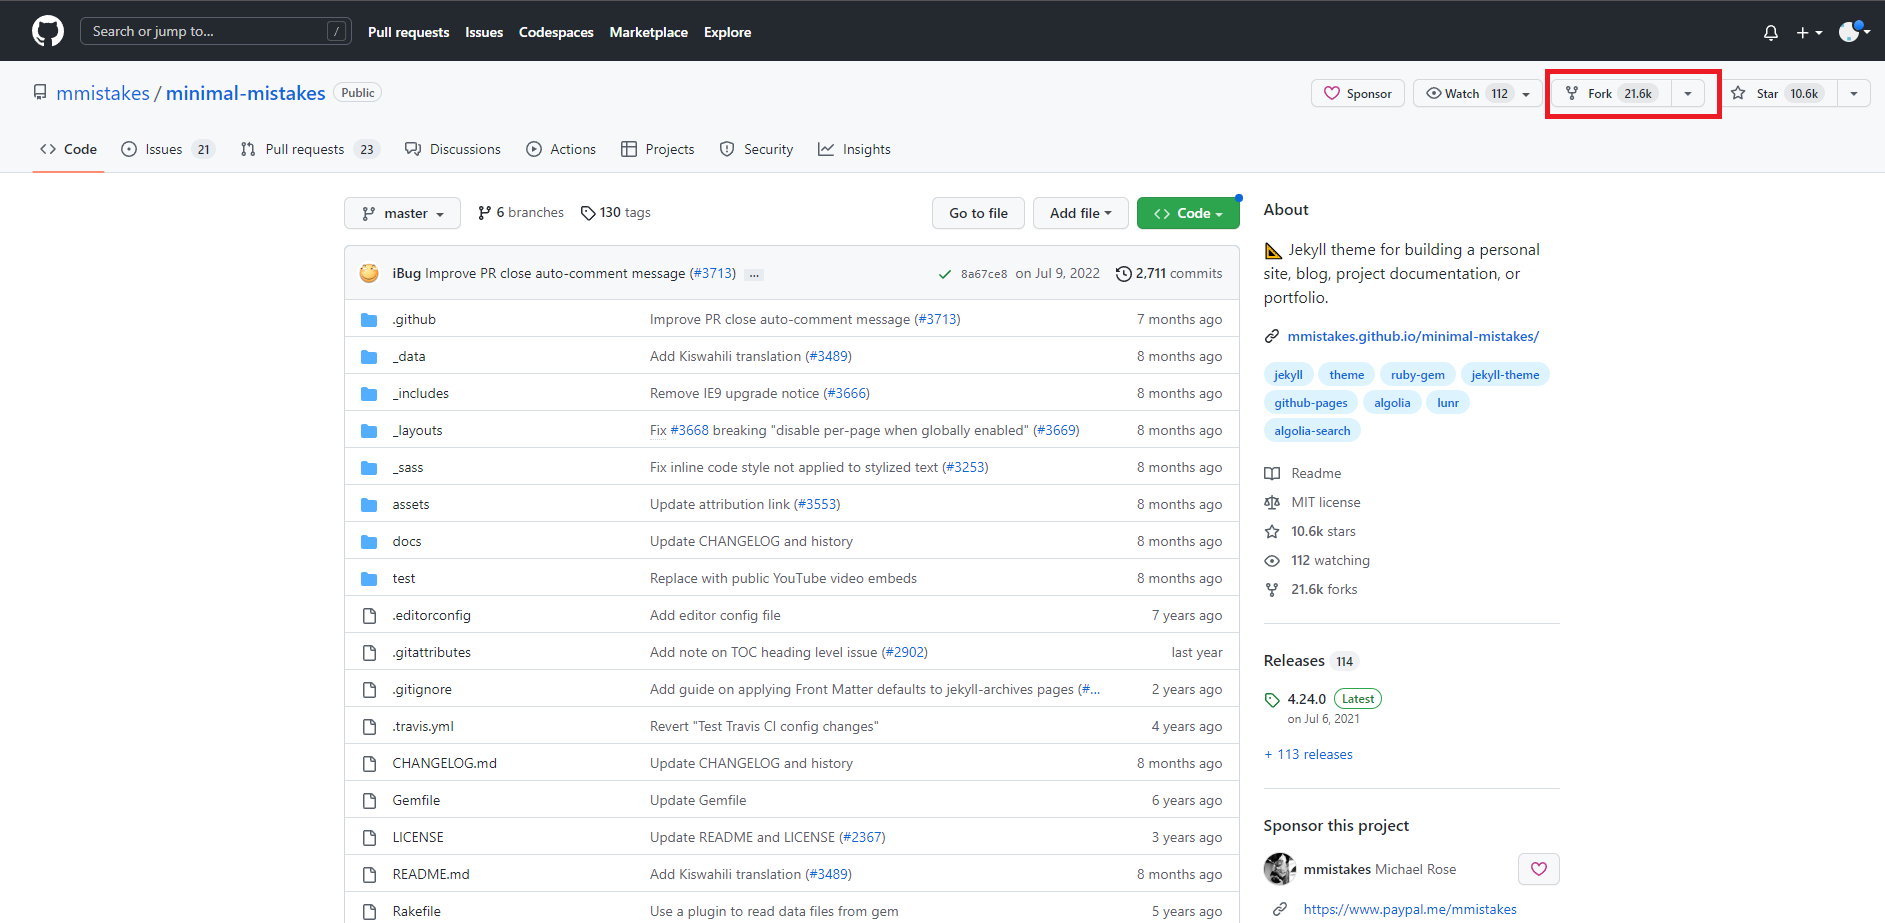 Search or jump to... /
Pull requests Issues Codespaces Marketplace Explore
mmistakes / minimal-mistakes Public
Sponsor Watch 112 Fork 21.6k Star 10.6k
Code Issues 21 Pull requests 23 Discussions Actions Projects Security Insights
master 6 branches 130 tags Go to file Add file Code
iBug Improve PR close auto-comment message (#3713) ... 8a67ce8 on Jul 9, 2022 2,711 commits
.github Improve PR close auto-comment message (#3713) 7 months ago
_data Add Kiswahili translation (#3489) 8 months ago
_includes Remove IE9 upgrade notice (#3666) 8 months ago
_layouts Fix #3668 breaking "disable per-page when globally enabled" (#3669) 8 months ago
_sass Fix inline code style not applied to stylized text (#3253) 8 months ago
assets Update attribution link (#3553) 8 months ago
docs Update CHANGELOG and history 8 months ago
test Replace with public YouTube video embeds 8 months ago
.editorconfig Add editor config file 7 years ago
.gitattributes Add note on TOC heading level issue (#2902) last year
.gitignore Add guide on applying Front Matter defaults to jekyll-archives pages (#... 2 years ago
.travis.yml Revert "Test Travis CI config changes" 4 years ago
CHANGELOG.md Update CHANGELOG and history 8 months ago
Gemfile Update Gemfile 6 years ago
LICENSE Update README and LICENSE (#2367) 3 years ago
README.md Add Kiswahili translation (#3489) 8 months ago
Rakefile Use a plugin to read data files from gem 5 years ago
About
Jekyll theme for building a personal
site, blog, project documentation, or
portfolio.
mmistakes.github.io/minimal-mistakes/
jekyll theme ruby-gem jekyll-theme
github-pages algolia lunr
algolia-search
Readme
MIT license
10.6k stars
112 watching
21.6k forks
Releases 114
4.24.0 Latest
on Jul 6, 2021
+ 113 releases
Sponsor this project
mmistakes Michael Rose
https://www.paypal.me/mmistakes